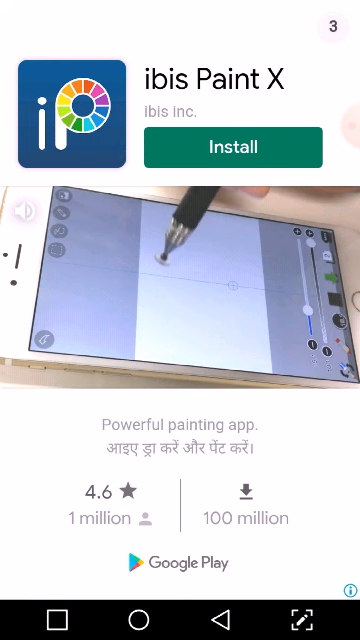 3
ibis Paint X
ibis inc.
Install
Powerful painting app.
आइए ड्रा करें और पेंट करें।
4.6
1 million
100 million
Google Play